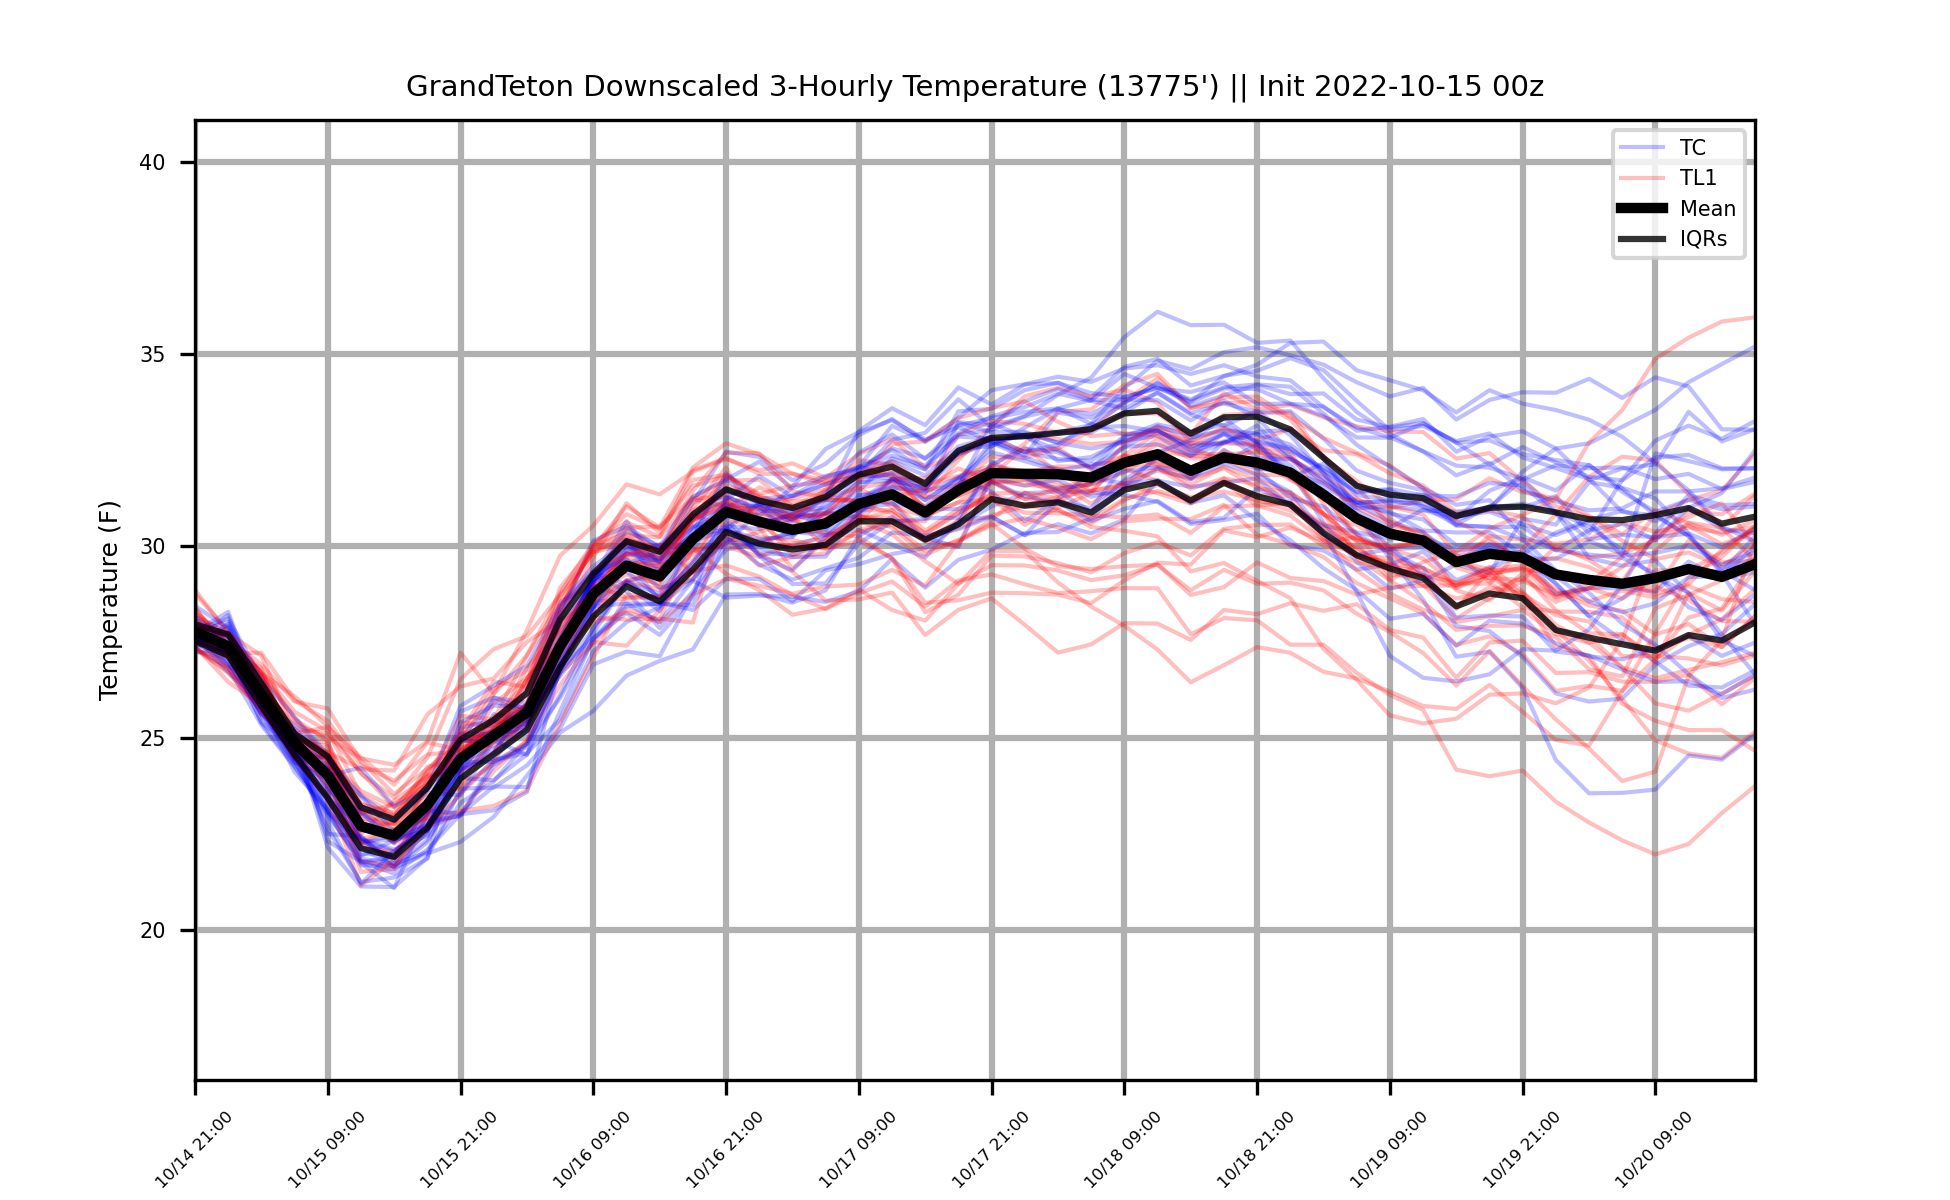 GrandTeton Downscaled 3-Hourly Temperature (13775') || Init 2022-10-15 00z
TC
TL1
Mean
IQRs
Temperature (F)
40
35
30
25
20
10/14 21:00
10/15 09:00
10/15 21:00
10/16 09:00
10/16 21:00
10/17 09:00
10/17 21:00
10/18 09:00
10/18 21:00
10/19 09:00
10/19 21:00
10/20 09:00